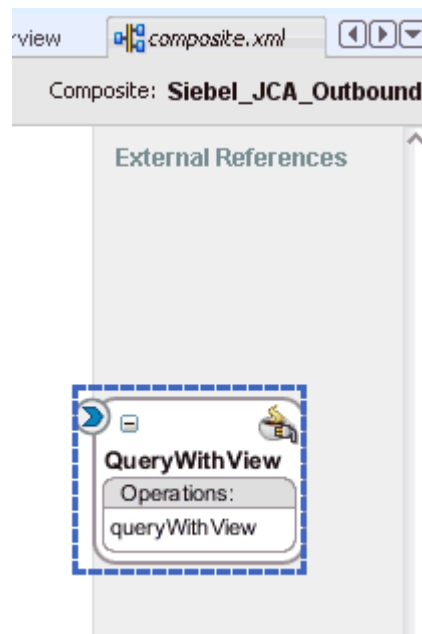 rview composite.xml
Composite: Siebel_JCA_Outbound
External References
QueryWithView
Operations:
queryWithView